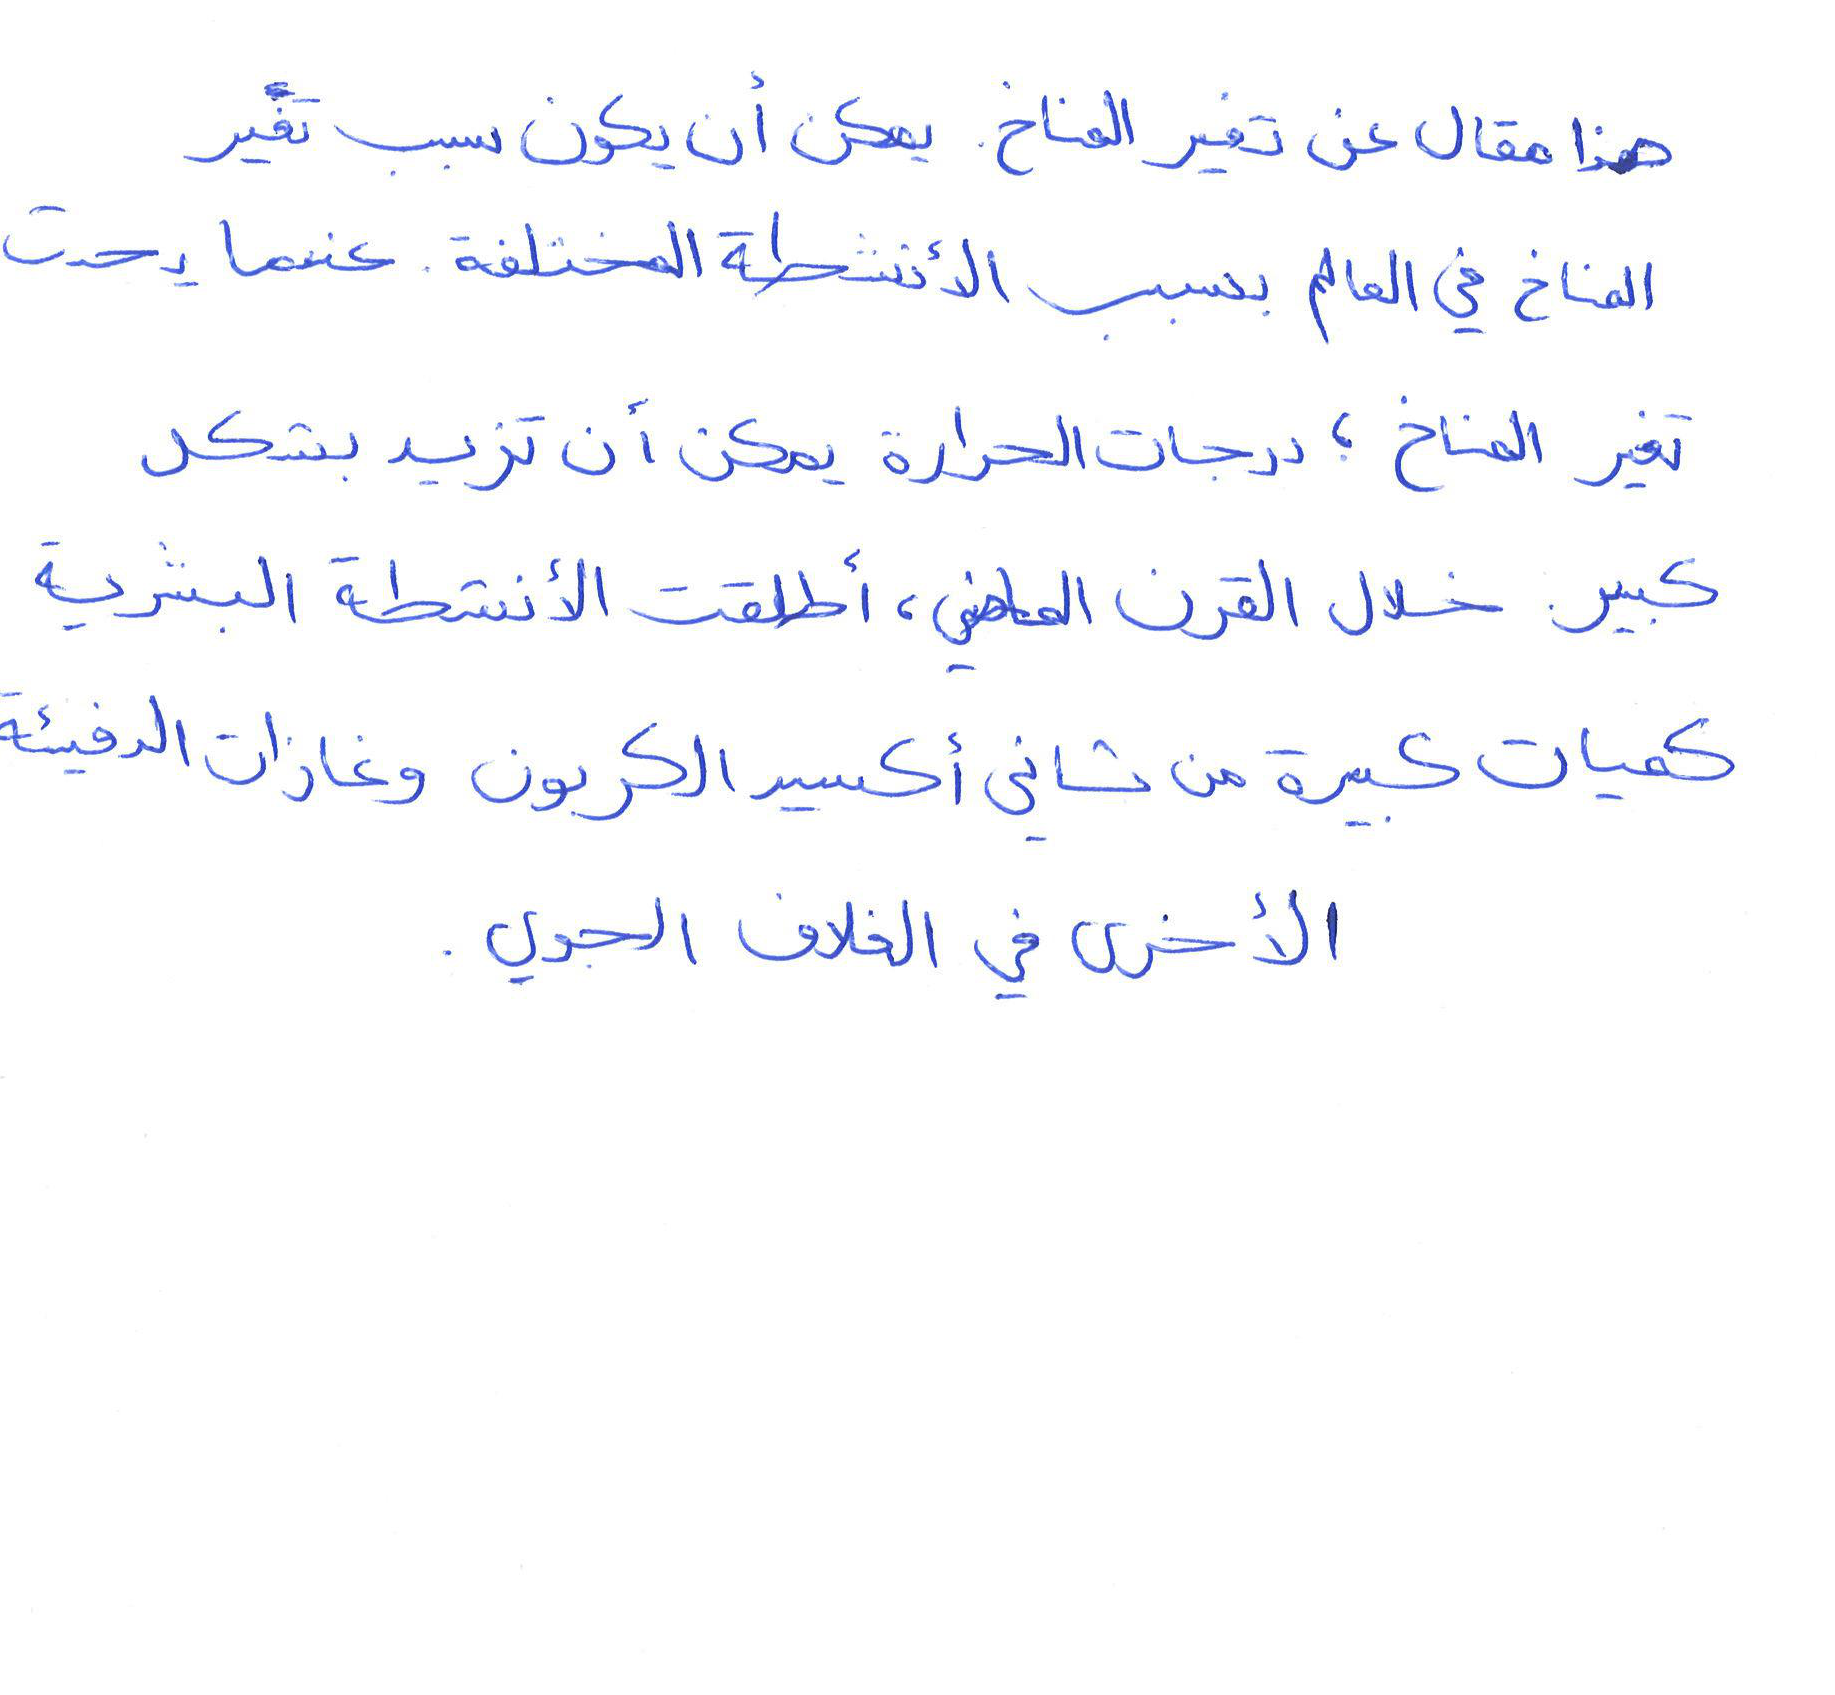 هذا مقال عن تغير المناخ. يمكن أن يكون سبب تغير
المناخ في العالم بسبب الأنشطة المختلفة. عندما يحدث
تغير المناخ ؛ درجات الحرارة يمكن أن تزيد بشكل
كبير. خلال القرن الماضي، أطلقت الأنشطة البشرية
كميات كبيرة من ثاني أكسيد الكربون وغازات الدفيئة
الأخرى في الغلاف الجوي.